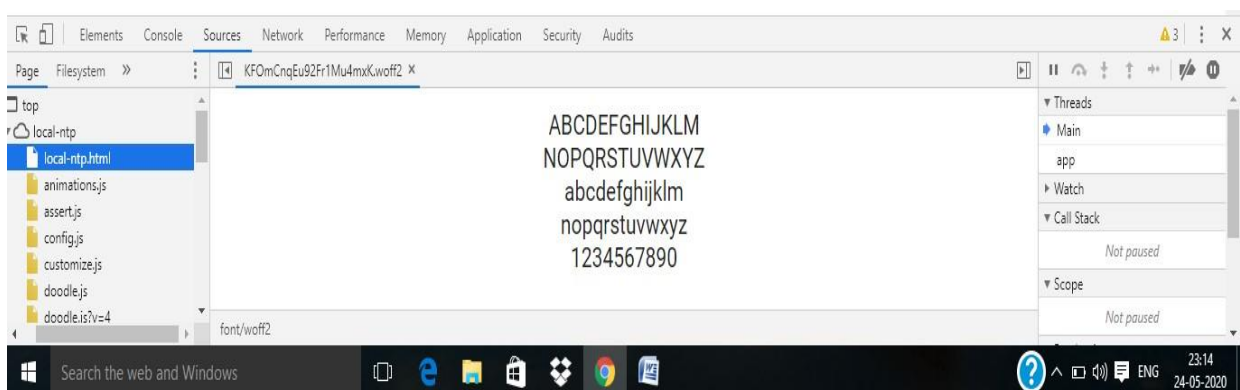 Elements Console Sources Network Performance Memory Application Security Audits 3
Page Filesystem » KFOmCnqEu92Fr1Mu4mxK.woff2 ×
top
local-ntp
local-ntp.html
animations.js
assert.js
config.js
customize.js
doodle.js
doodle.js?v=4
ABCDEFGHIJKLM
NOPQRSTUVWXYZ
abcdefghijklm
nopqrstuvwxyz
1234567890
font/woff2
Threads
Main
app
Watch
Call Stack
Not paused
Scope
Not paused
Search the web and Windows
ENG
23:14
24-05-2020